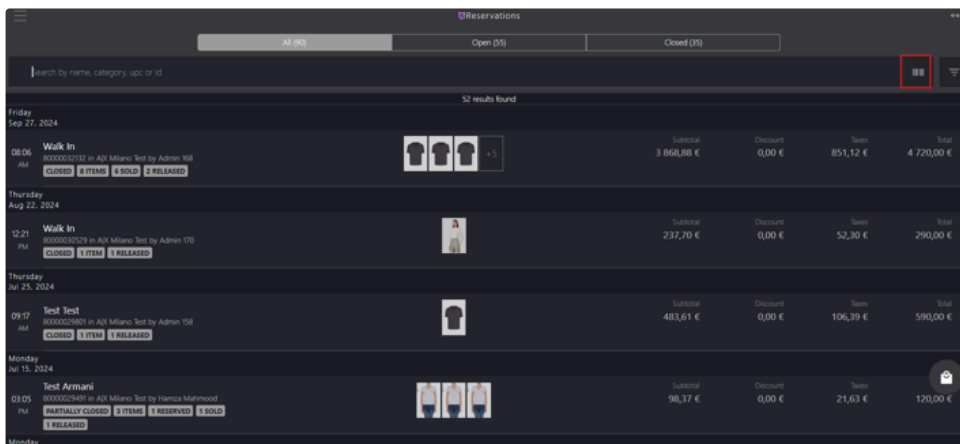 Reservations
All (90) Open (55) Closed (35)
Search by name, category, upc or id
52 results found
Friday
Sep 27, 2024
08:06 AM
Walk In
80000032132 in A|X Milano Test by Admin 168
CLOSED 8 ITEMS 6 SOLD 2 RELEASED
+5
Subtotal Discount Taxes Total
3 868,88 € 0,00 € 851,12 € 4 720,00 €
Thursday
Aug 22, 2024
12:21 PM
Walk In
80000030529 in A|X Milano Test by Admin 170
CLOSED 1 ITEM 1 RELEASED
Subtotal Discount Taxes Total
237,70 € 0,00 € 52,30 € 290,00 €
Thursday
Jul 25, 2024
09:17 AM
Test Test
80000029801 in A|X Milano Test by Admin 158
CLOSED 1 ITEM 1 RELEASED
Subtotal Discount Taxes Total
483,61 € 0,00 € 106,39 € 590,00 €
Monday
Jul 15, 2024
03:05 PM
Test Armani
80000029491 in A|X Milano Test by Hamza Mahmood
PARTIALLY CLOSED 3 ITEMS 1 RESERVED 1 SOLD
1 RELEASED
Subtotal Discount Taxes Total
98,37 € 0,00 € 21,63 € 120,00 €
Monday